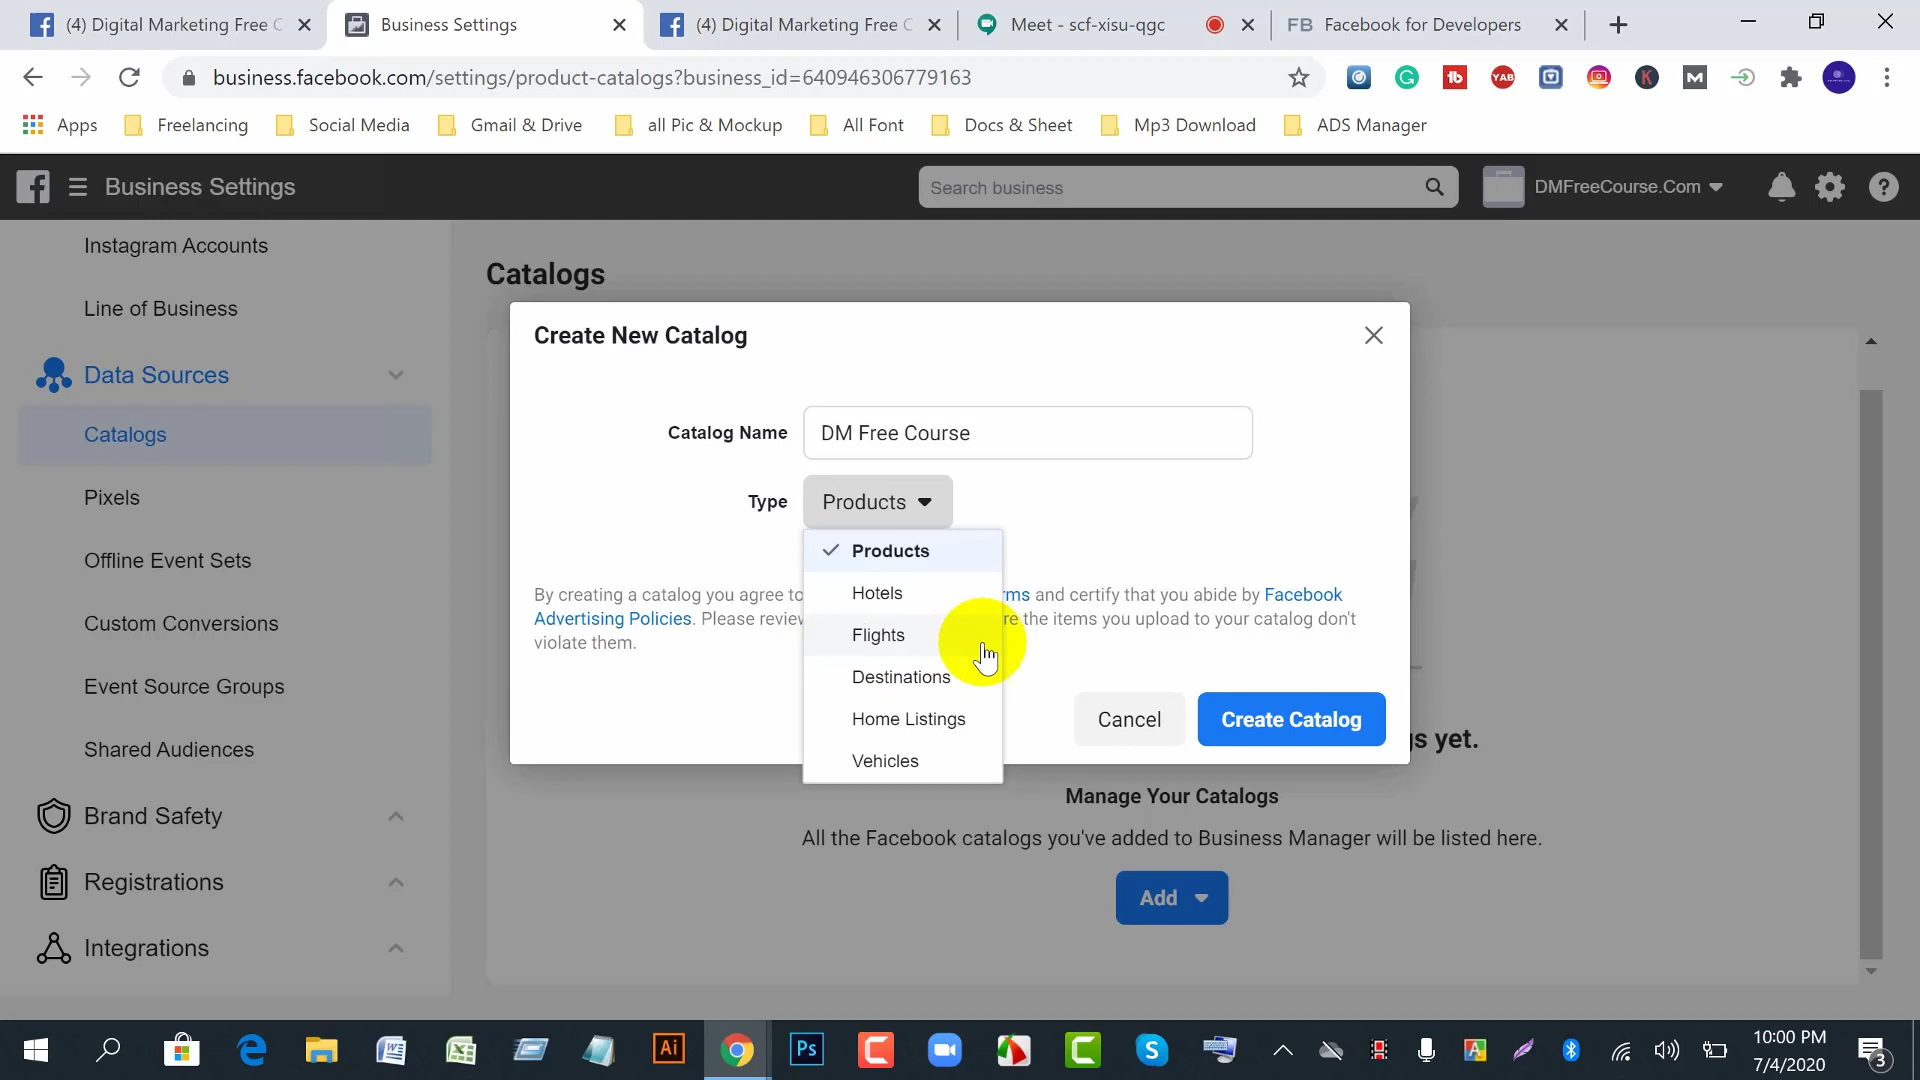 (4) Digital Marketing Free C
Business Settings
(4) Digital Marketing Free C
Meet - scf-xisu-qgc
FB Facebook for Developers
business.facebook.com/settings/product-catalogs?business_id=640946306779163
Apps
Freelancing
Social Media
Gmail & Drive
all Pic & Mockup
All Font
Docs & Sheet
Mp3 Download
ADS Manager
Business Settings
Search business
DMFreeCourse.Com
Instagram Accounts
Line of Business
Data Sources
Catalogs
Pixels
Offline Event Sets
Custom Conversions
Event Source Groups
Shared Audiences
Brand Safety
Registrations
Integrations
Catalogs
Create New Catalog
Catalog Name
DM Free Course
Type
Products
Products
Hotels
Flights
Destinations
Home Listings
Vehicles
By creating a catalog you agree to rms and certify that you abide by Facebook
Advertising Policies. Please review re the items you upload to your catalog don't
violate them.
Cancel
Create Catalog
gs yet.
Manage Your Catalogs
All the Facebook catalogs you've added to Business Manager will be listed here.
Add
10:00 PM
7/4/2020
3